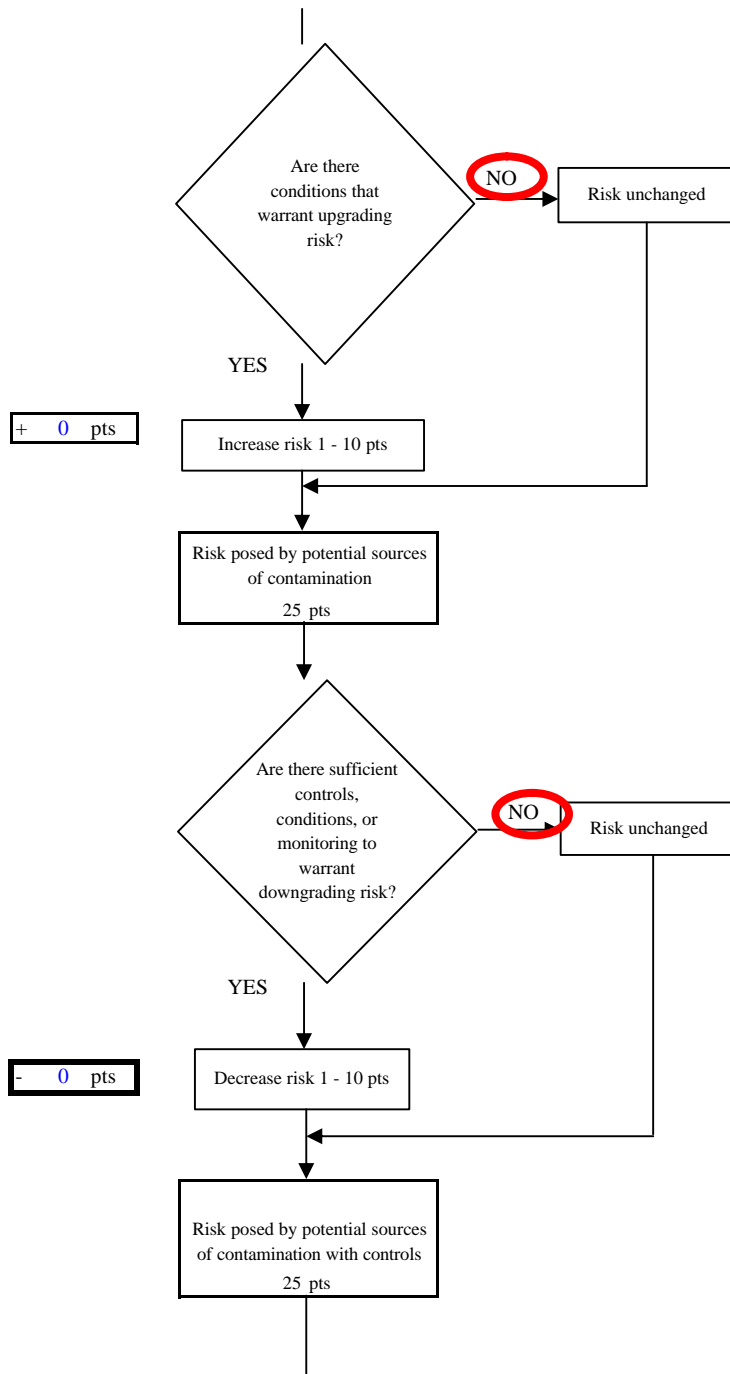 Are there
conditions that
warrant upgrading
risk?
NO
Risk unchanged
YES
+ 0 pts
Increase risk 1 - 10 pts
Risk posed by potential sources
of contamination
25 pts
Are there sufficient
controls,
conditions, or
monitoring to
warrant
downgrading risk?
NO
Risk unchanged
YES
- 0 pts
Decrease risk 1 - 10 pts
Risk posed by potential sources
of contamination with controls
25 pts